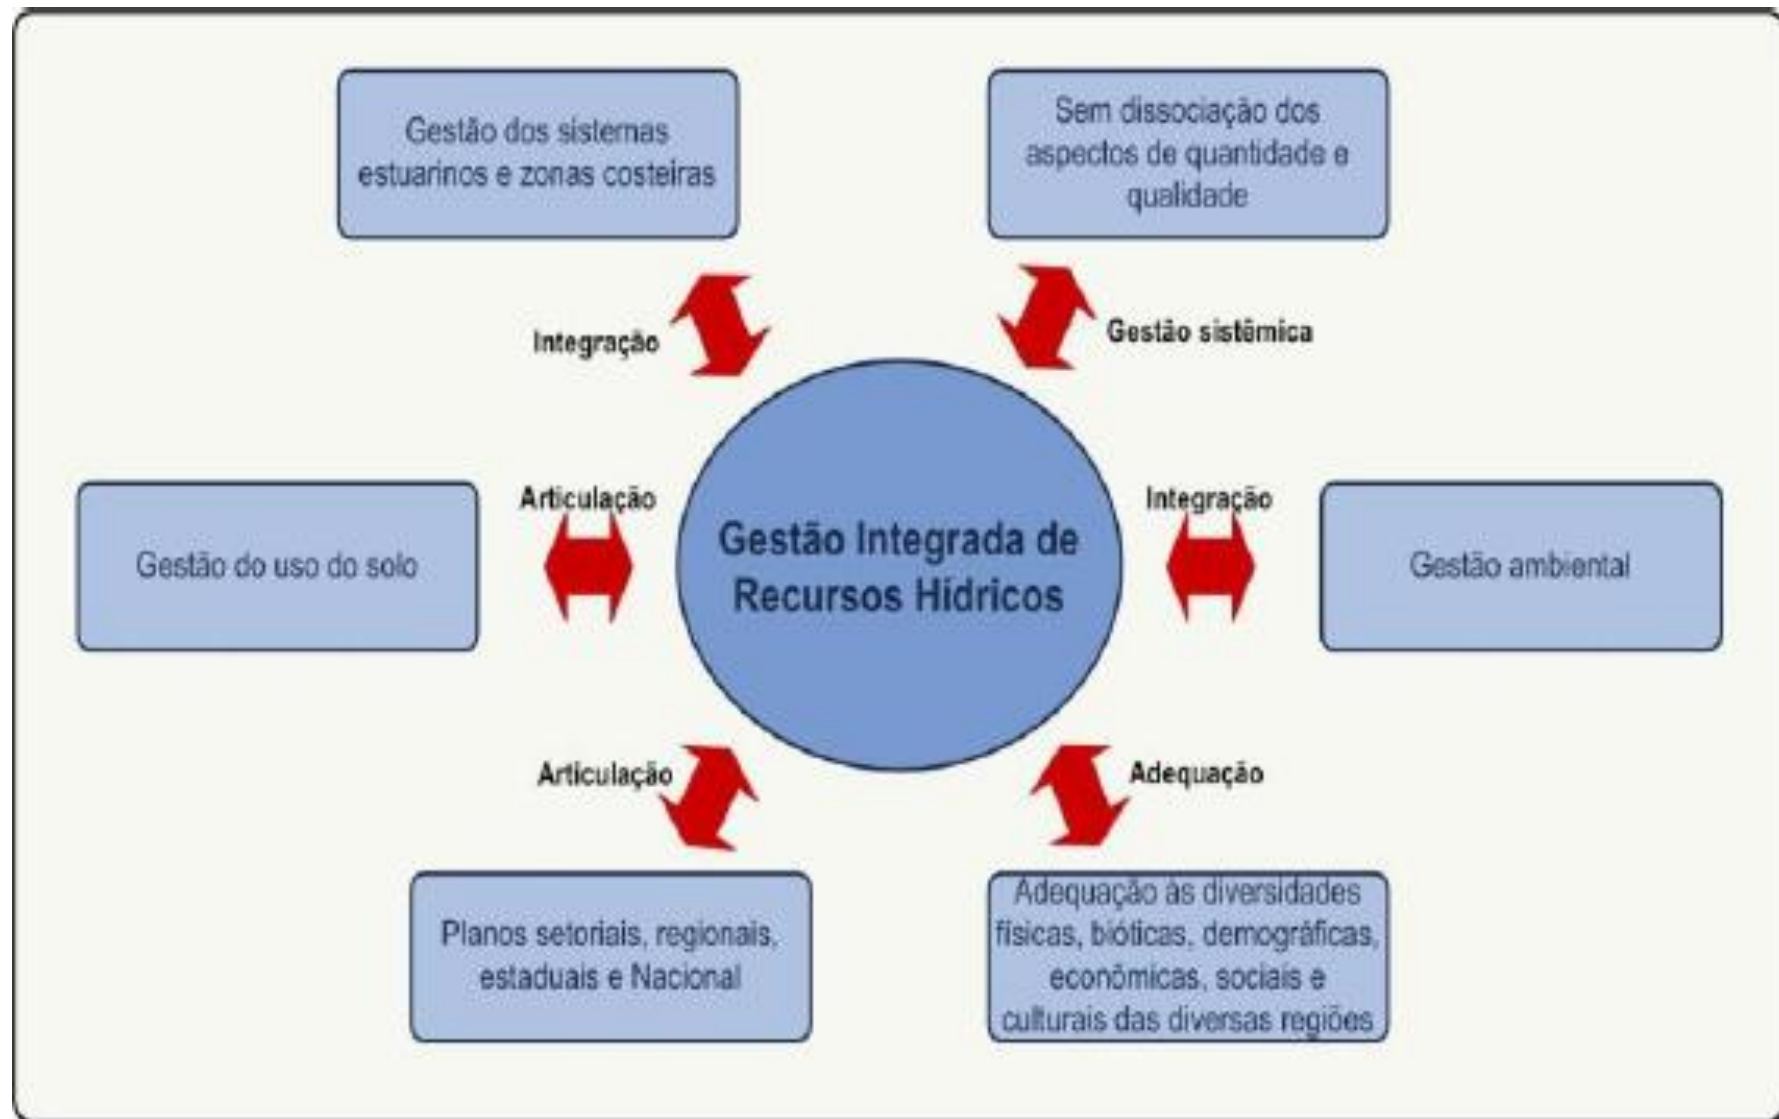 Gestão dos sistemas
estuarinos e zonas costeiras
Sem dissociação dos
aspectos de quantidade e
qualidade
Integração
Gestão sistêmica
Articulação
Integração
Gestão do uso do solo
Gestão Integrada de
Recursos Hídricos
Gestão ambiental
Articulação
Adequação
Planos setoriais, regionais,
estaduais e Nacional
Adequação às diversidades
físicas, bióticas, demográficas,
econômicas, sociais e
culturais das diversas regiões